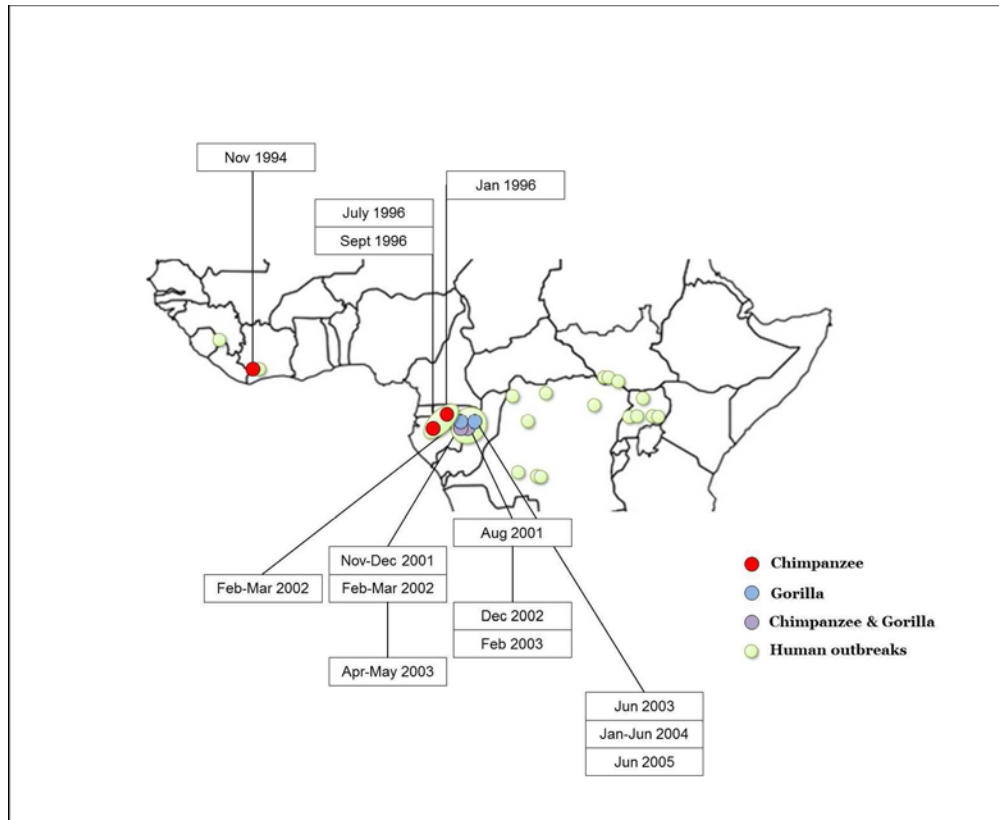 Nov 1994
Jan 1996
July 1996
Sept 1996
Aug 2001
Nov-Dec 2001
Feb-Mar 2002
Feb-Mar 2002
Dec 2002
Feb 2003
Apr-May 2003
Jun 2003
Jan-Jun 2004
Jun 2005
Chimpanzee
Gorilla
Chimpanzee & Gorilla
Human outbreaks